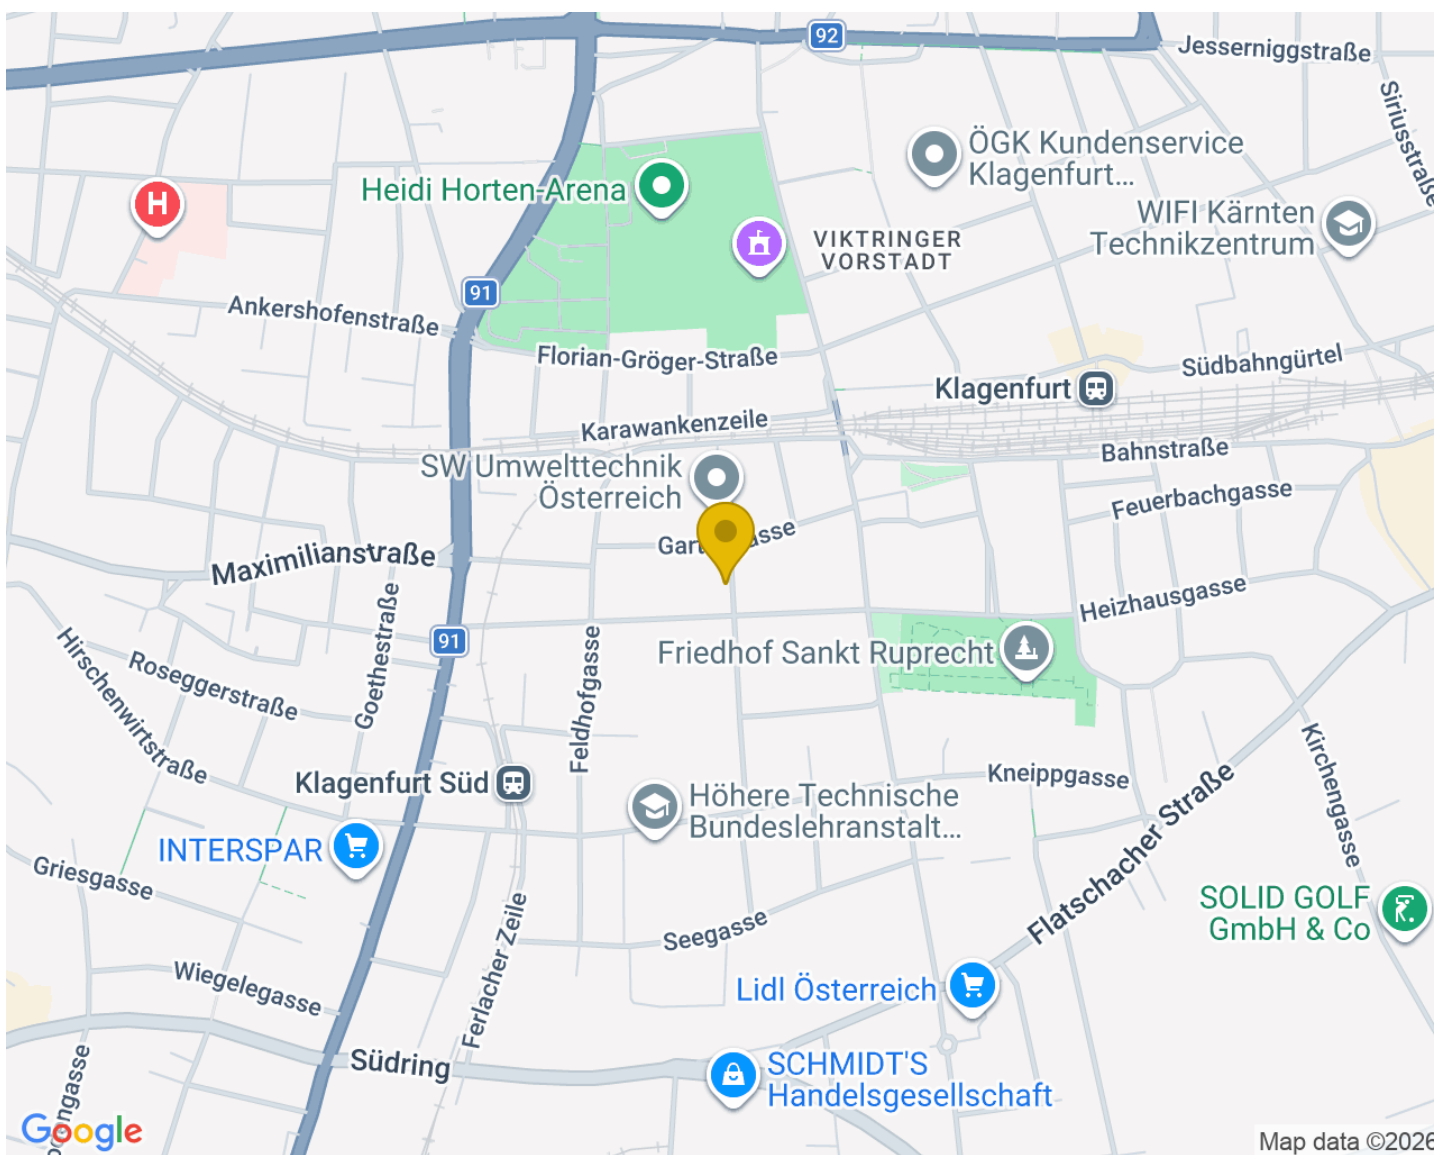 92
Jesserniggstraße
Siriusstraße
ÖGK Kundenservice
Klagenfurt...
Heidi Horten-Arena
H
WIFI Kärnten
Technikzentrum
VIKTRINGER
VORSTADT
91
Ankershofenstraße
Florian-Gröger-Straße
Südbahngürtel
Klagenfurt
Karawankenzeile
Bahnstraße
SW Umwelttechnik
Österreich
Feuerbachgasse
Maximilianstraße
Goethestraße
Heizhausgasse
91
Hirschenwirtstraße
Roseggerstraße
Feldhofgasse
Friedhof Sankt Ruprecht
Klagenfurt Süd
Kneippgasse
Höhere Technische
Bundeslehranstalt...
Flatschacher Straße
Kirchengasse
INTERSPAR
Griesgasse
SOLID GOLF
GmbH & Co
Seegasse
Ferlacher Zeile
Wiegelegasse
Lidl Österreich
Südring
SCHMIDT'S
Handelsgesellschaft
Google
Map data ©2026